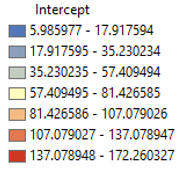 Intercept
5.985977 - 17.917594
17.917595 - 35.230234
35.230235 - 57.409494
57.409495 - 81.426585
81.426586 - 107.079026
107.079027 - 137.078947
137.078948 - 172.260327